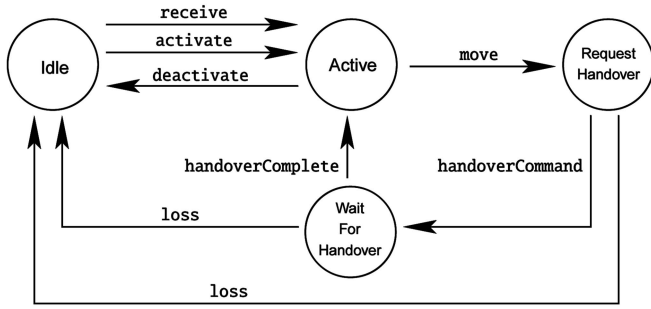 receive
activate
deactivate
Idle
Active
move
Request
Handover
handoverComplete
handoverCommand
loss
Wait
For
Handover
loss